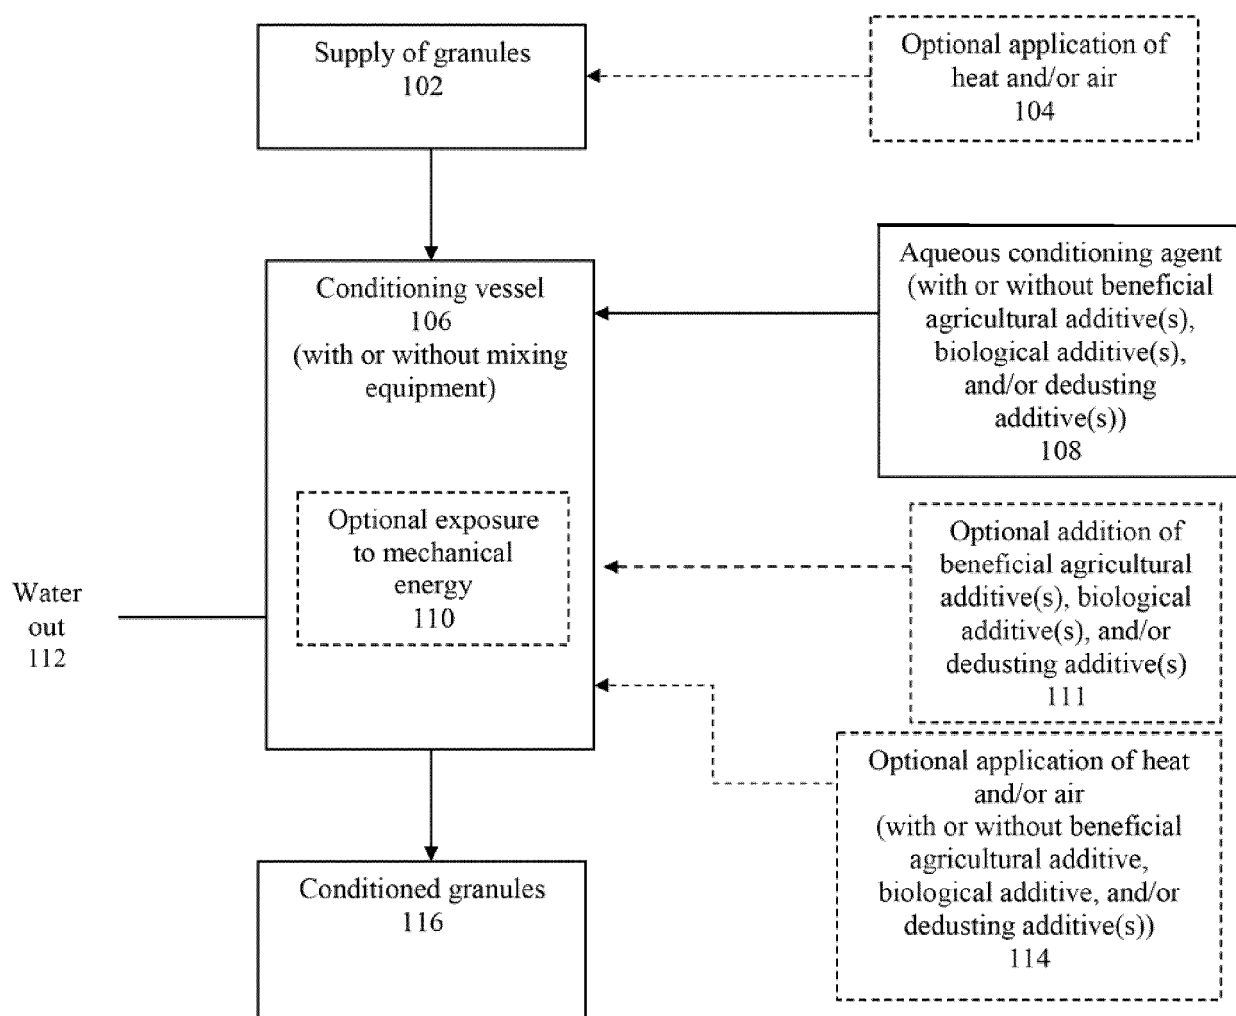 Supply of granules
102
Optional application of
heat and/or air
104
Conditioning vessel
106
(with or without mixing
equipment)
Aqueous conditioning agent
(with or without beneficial
agricultural additive(s),
biological additive(s),
and/or dedusting
additive(s))
108
Optional exposure
to mechanical
energy
110
Optional addition of
beneficial agricultural
additive(s), biological
additive(s), and/or
dedusting additive(s)
111
Water
out
112
Optional application of heat
and/or air
(with or without beneficial
agricultural additive,
biological additive, and/or
dedusting additive(s))
114
Conditioned granules
116